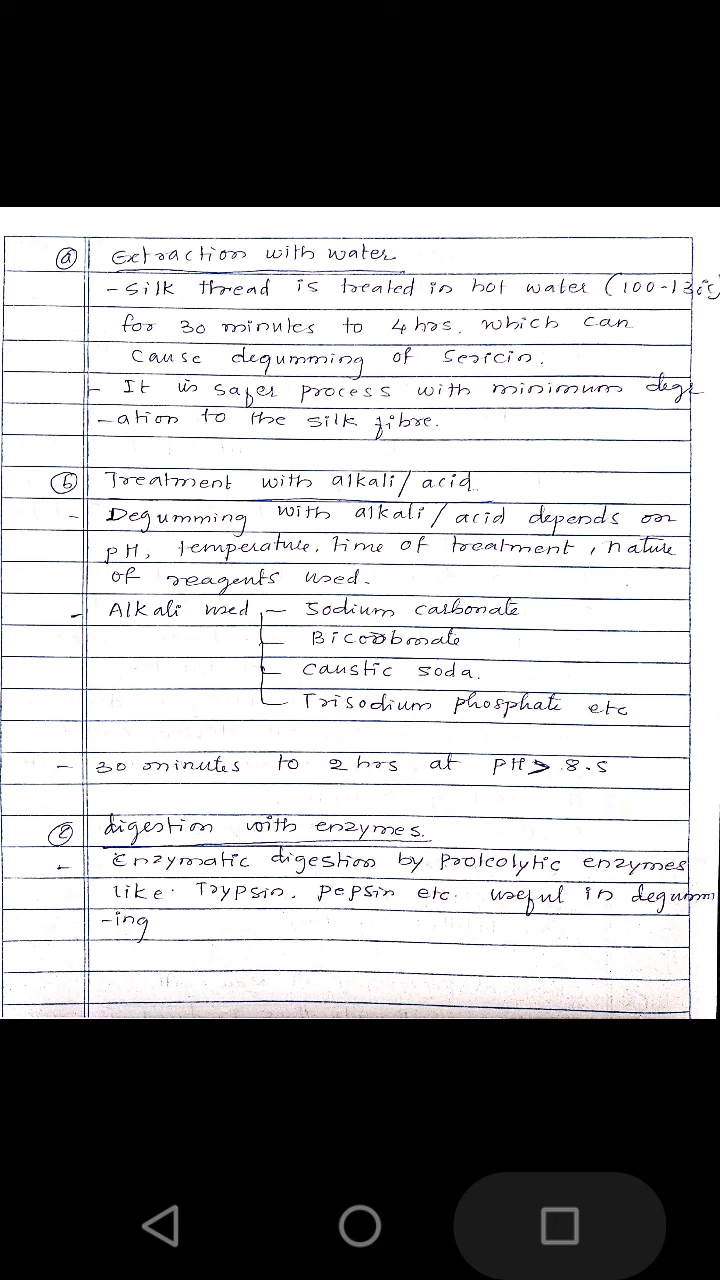 (a) Extraction with water
- Silk thread is treated in hot water (100-130°c)
for 30 minutes to 4 hrs. which can
cause degumming of Sericin.
- It is safer process with minimum degr
-ation to the silk fibre.
(b) Treatment with alkali/acid
- Degumming with alkali/acid depends on
pH, temperature, time of treatment, nature
of reagents used.
- Alkali used - Sodium carbonate
- Bicarbonate
- caustic soda.
- Trisodium phosphate etc
- 30 minutes to 2 hrs at PH > 8.5
(c) digestion with enzymes.
- Enzymatic digestion by Proleolytic enzymes
like. Trypsin, pepsin etc. useful in degumm
-ing